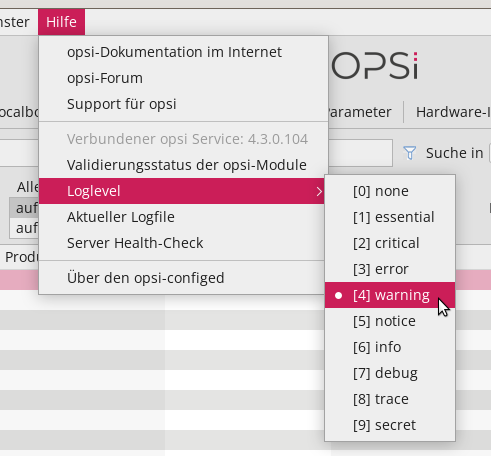 nster Hilfe
opsi-Dokumentation im Internet
opsi-Forum
Support für opsi
Verbundener opsi Service: 4.3.0.104
Validierungsstatus der opsi-Module
Loglevel
Aktueller Logfile
Server Health-Check
Über den opsi-configed
OPSi
ocalbo
Parameter
Hardware-I
Suche in
Alle
auf
auf
Produ
[0] none
[1] essential
[2] critical
[3] error
[4] warning
[5] notice
[6] info
[7] debug
[8] trace
[9] secret